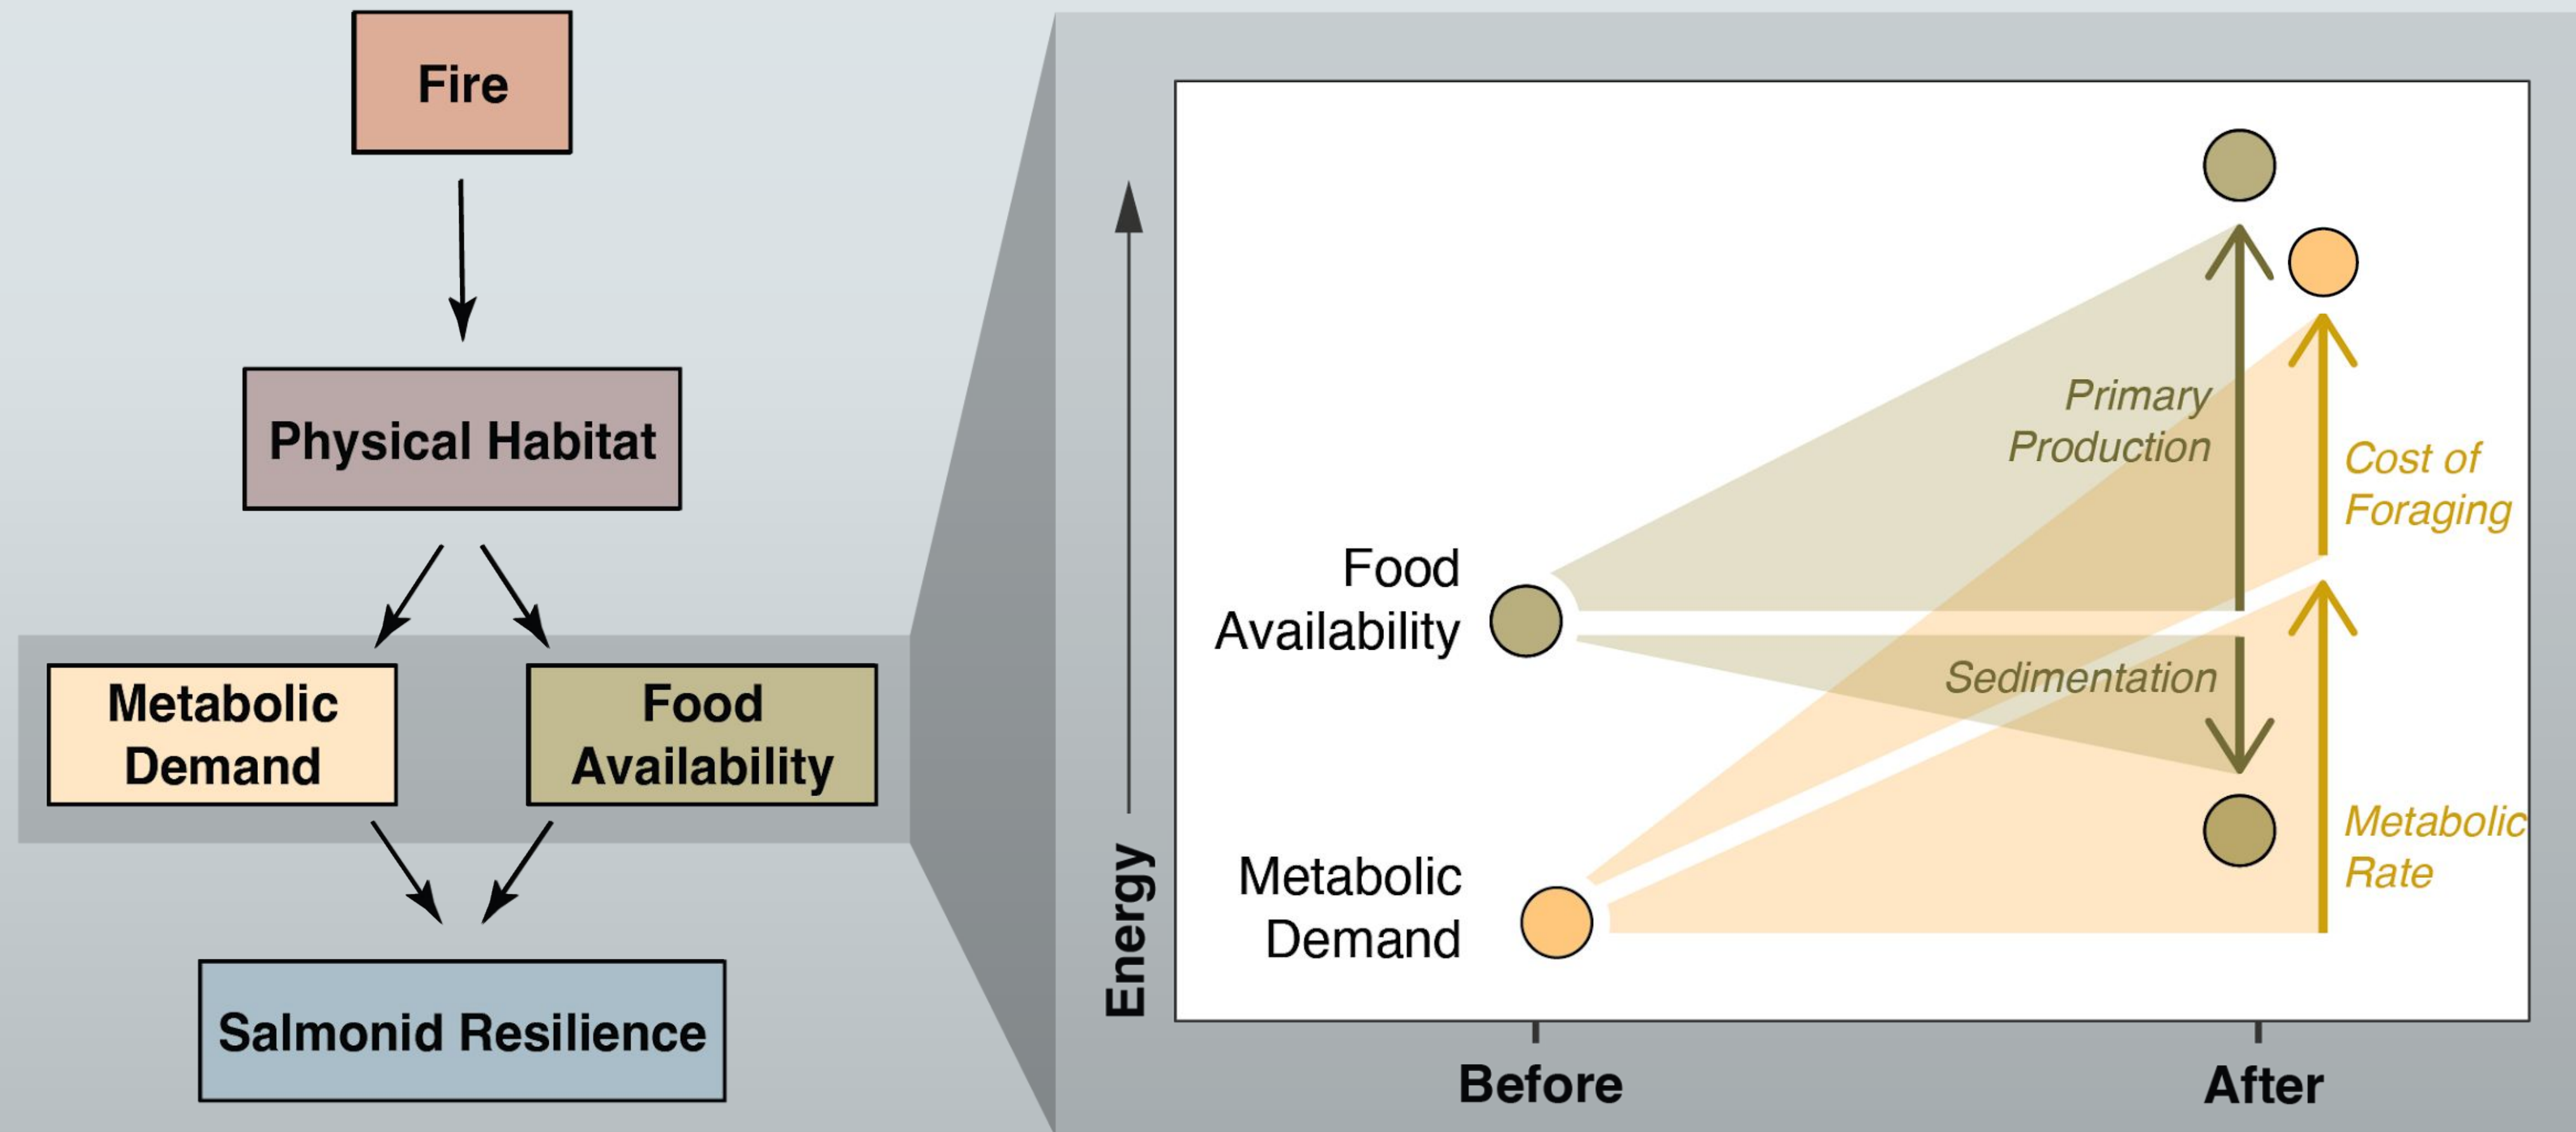 Fire
Physical Habitat
Metabolic
Demand
Food
Availability
Salmonid Resilience
Energy
Food
Availability
Metabolic
Demand
Primary
Production
Sedimentation
Cost of
Foraging
Metabolic
Rate
Before
After